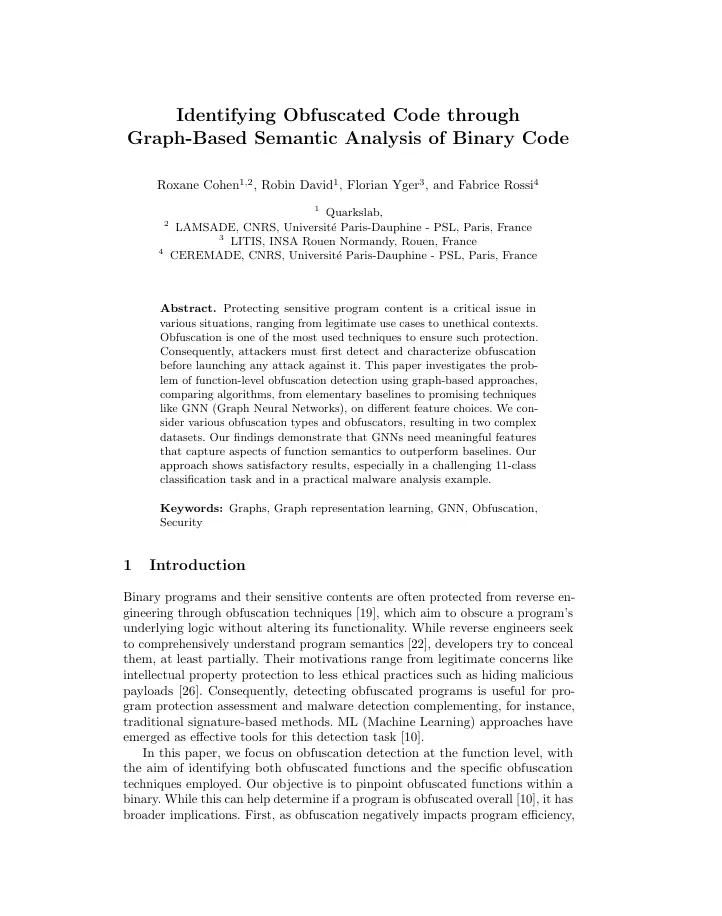 Identifying Obfuscated Code through
Graph-Based Semantic Analysis of Binary Code
Roxane Cohen1,2, Robin David1, Florian Yger3, and Fabrice Rossi4
1 Quarkslab,
2 LAMSADE, CNRS, Université Paris-Dauphine - PSL, Paris, France
3 LITIS, INSA Rouen Normandy, Rouen, France
4 CEREMADE, CNRS, Université Paris-Dauphine - PSL, Paris, France
Abstract. Protecting sensitive program content is a critical issue in
various situations, ranging from legitimate use cases to unethical contexts.
Obfuscation is one of the most used techniques to ensure such protection.
Consequently, attackers must first detect and characterize obfuscation
before launching any attack against it. This paper investigates the prob-
lem of function-level obfuscation detection using graph-based approaches,
comparing algorithms, from elementary baselines to promising techniques
like GNN (Graph Neural Networks), on different feature choices. We con-
sider various obfuscation types and obfuscators, resulting in two complex
datasets. Our findings demonstrate that GNNs need meaningful features
that capture aspects of function semantics to outperform baselines. Our
approach shows satisfactory results, especially in a challenging 11-class
classification task and in a practical malware analysis example.
Keywords: Graphs, Graph representation learning, GNN, Obfuscation,
Security
1 Introduction
Binary programs and their sensitive contents are often protected from reverse en-
gineering through obfuscation techniques [19], which aim to obscure a program's
underlying logic without altering its functionality. While reverse engineers seek
to comprehensively understand program semantics [22], developers try to conceal
them, at least partially. Their motivations range from legitimate concerns like
intellectual property protection to less ethical practices such as hiding malicious
payloads [26]. Consequently, detecting obfuscated programs is useful for pro-
gram protection assessment and malware detection complementing, for instance,
traditional signature-based methods. ML (Machine Learning) approaches have
emerged as effective tools for this detection task [10].
In this paper, we focus on obfuscation detection at the function level, with
the aim of identifying both obfuscated functions and the specific obfuscation
techniques employed. Our objective is to pinpoint obfuscated functions within a
binary. While this can help determine if a program is obfuscated overall [10], it has
broader implications. First, as obfuscation negatively impacts program efficiency,